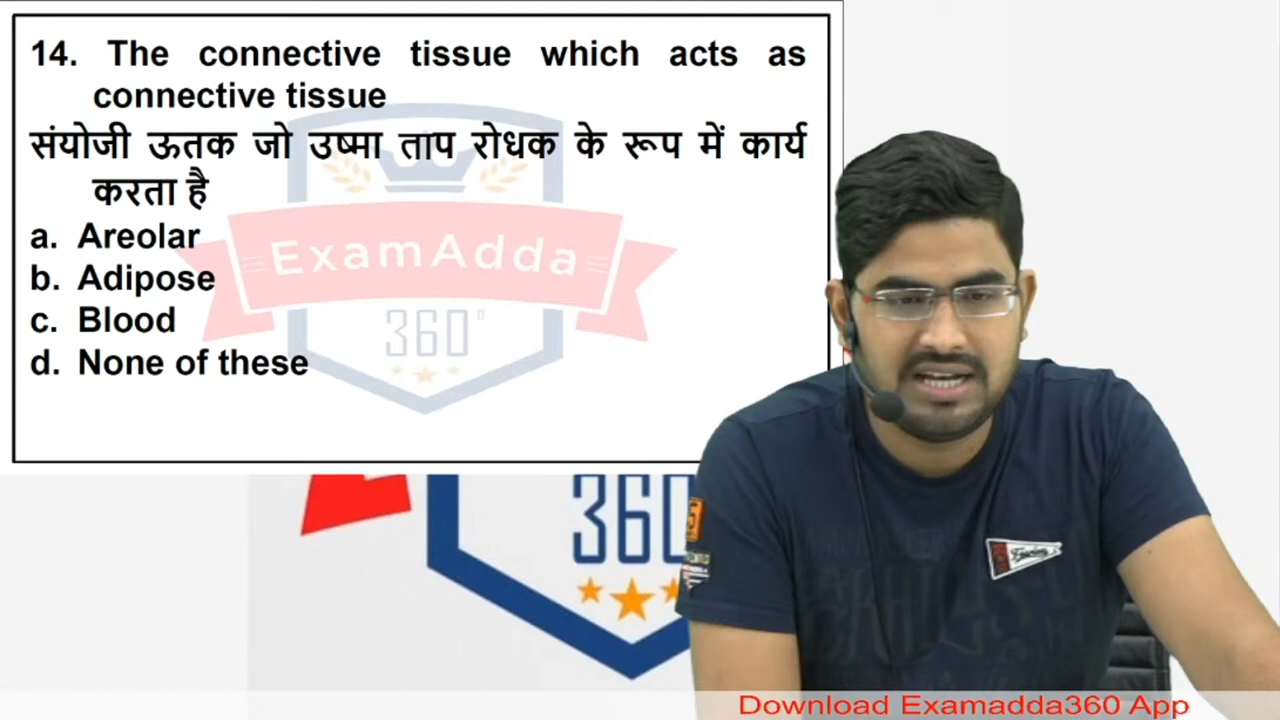 14. The connective tissue which acts as
connective tissue
संयोजी ऊतक जो उष्मा ताप रोधक के रूप में कार्य
करता है
a. Areolar
b. Adipose
c. Blood
d. None of these
ExamAdda
360°
360
Download Examadda360 App